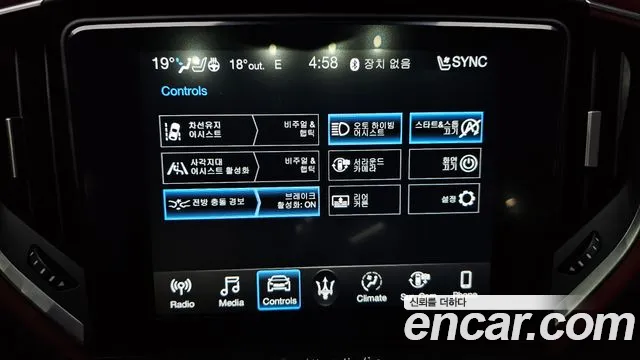 19° 18°out. E 4:58 장치 없음 SYNC
Controls
차선유지
어시스트
비주얼 &
햅틱
오토 하이빔
어시스트
스타트&스톱
끄기
사각지대
어시스트 활성화
비주얼 &
햅틱
서라운드
카메라
화면
끄기
전방 충돌 경보
브레이크
활성화: ON
리어
커튼
설정
Radio
Media
Controls
Climate
Phone
신뢰를 더하다
encar.com